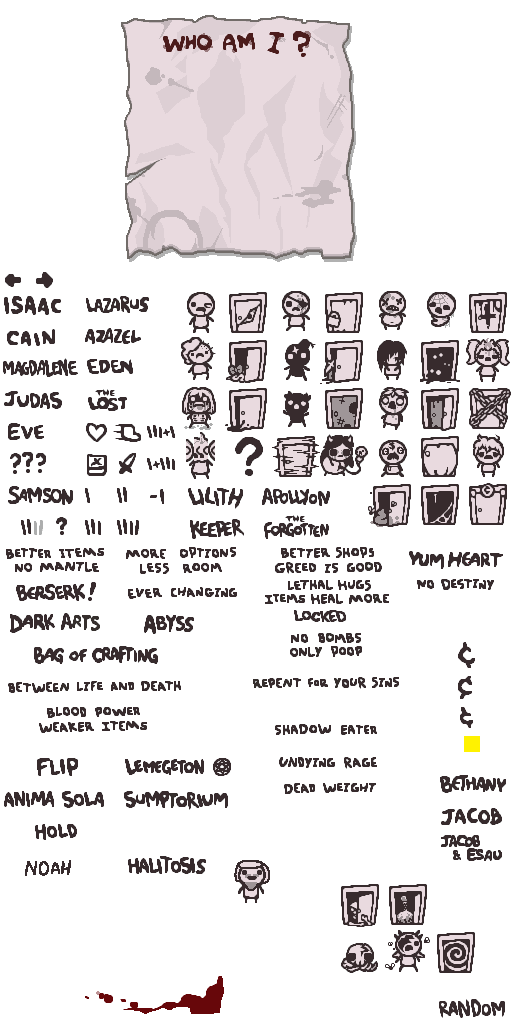 WHO AM I ?
ISAAC LAZARUS
CAIN AZAZEL
MAGDALENE EDEN
JUDAS THE LOST
EVE
???
?
SAMSON I II -I LILITH APOLLYON
? KEEPER THE FORGOTTEN
BETTER ITEMS
NO MANTLE
MORE OPTIONS
LESS ROOM
BETTER SHOPS
GREED IS GOOD
YUM HEART
BERSERK!
EVER CHANGING
LETHAL HUGS
ITEMS HEAL MORE
NO DESTINY
DARK ARTS
ABYSS
LOCKED
BAG OF CRAFTING
NO BOMBS
ONLY POOP
¢
BETWEEN LIFE AND DEATH
REPENT FOR YOUR SINS
¢
BLOOD POWER
WEAKER ITEMS
SHADOW EATER
¢
FLIP
LEMEGETON
UNDYING RAGE
ANIMA SOLA
SUMPTORIUM
DEAD WEIGHT
BETHANY
HOLD
JACOB
JACOB
& ESAU
NOAH
HALITOSIS
RANDOM